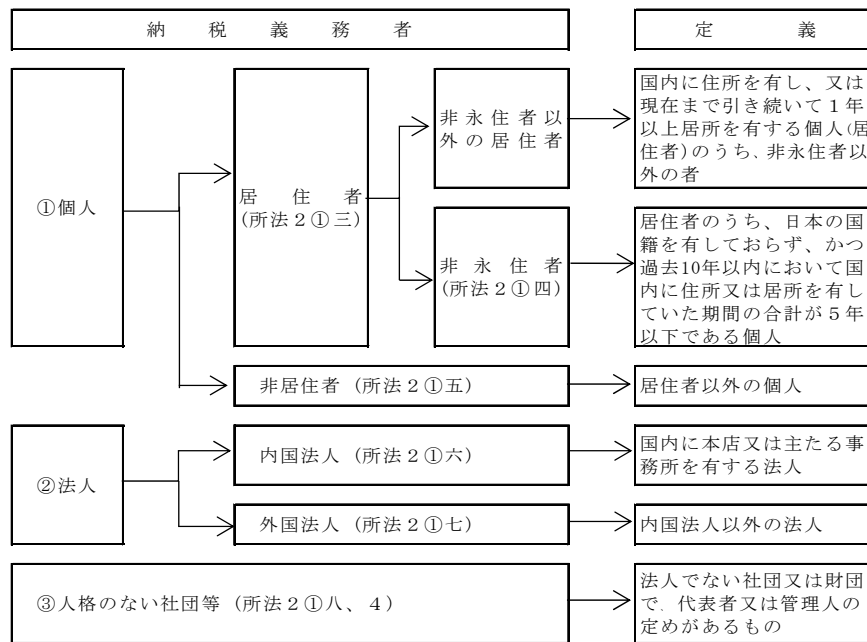 納税義務者
定義
①個人
居住者
(所法2①三)
非永住者以
外の居住者
国内に住所を有し、又は
現在まで引き続いて１年
以上居所を有する個人(居
住者)のうち、非永住者以
外の者
非永住者
(所法2①四)
居住者のうち、日本の国
籍を有しておらず、かつ
過去10年以内において国
内に住所又は居所を有し
ていた期間の合計が５年
以下である個人
非居住者 (所法2①五)
居住者以外の個人
②法人
内国法人 (所法2①六)
国内に本店又は主たる事
務所を有する法人
外国法人 (所法2①七)
内国法人以外の法人
③人格のない社団等 (所法2①八、4)
法人でない社団又は財団
で、代表者又は管理人の
定めがあるもの